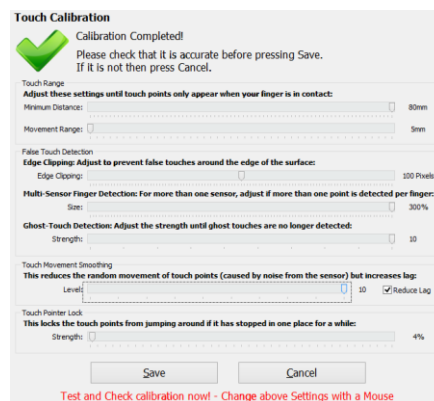 Touch Calibration
Calibration Completed!
Please check that it is accurate before pressing Save.
If it is not then press Cancel.
Touch Range
Adjust these settings until touch points only appear when your finger is in contact:
Minimum Distance: 80mm
Movement Range: 5mm
False Touch Detection
Edge Clipping: Adjust to prevent false touches around the edge of the surface:
Edge Clipping: 100 Pixels
Multi-Sensor Finger Detection: For more than one sensor, adjust if more than one point is detected per finger:
Size: 300%
Ghost-Touch Detection: Adjust the strength until ghost touches are no longer detected:
Strength: 10
Touch Movement Smoothing
This reduces the random movement of touch points (caused by noise from the sensor) but increases lag:
Level: 10 Reduce Lag
Touch Pointer Lock
This locks the touch points from jumping around if it has stopped in one place for a while:
Strength: 4%
Save Cancel
Test and Check calibration now! - Change above Settings with a Mouse